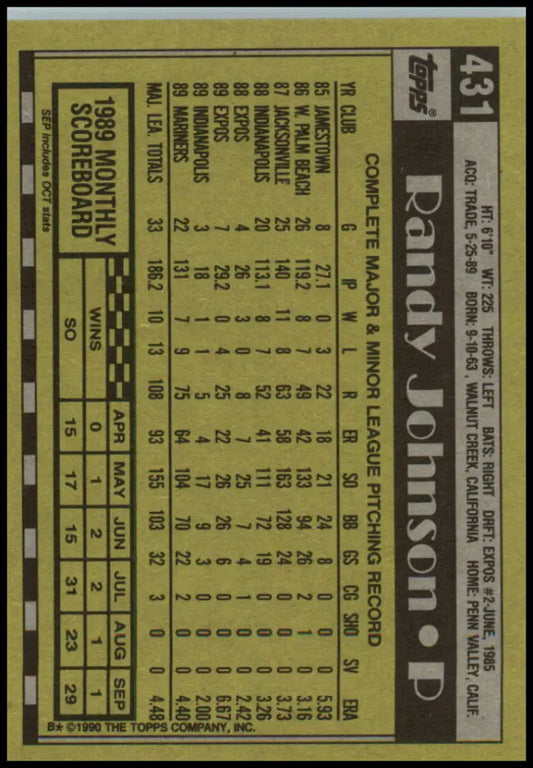 431
HT: 6'10" WT: 225 THROWS: LEFT BATS: RIGHT DRFT: EXPOS #2-JUNE, 1985
ACQ: TRADE, 5-25-89 BORN: 9-10-63, WALNUT CREEK, CALIFORNIA HOME: PENN VALLEY, CALIF.
topps®
Randy Johnson • P
COMPLETE MAJOR & MINOR LEAGUE PITCHING RECORD
YR CLUB G IP W L R ER SO BB GS CG SHO SV ERA
85 JAMESTOWN 8 27.1 0 3 22 18 21 24 8 0 0 0 5.93
86 W. PALM BEACH 26 119.2 8 7 49 42 133 94 26 2 1 0 3.16
87 JACKSONVILLE 25 140 11 8 63 58 163 128 24 0 0 0 3.73
88 INDIANAPOLIS 20 113.1 8 7 52 41 111 72 19 0 0 0 3.26
88 EXPOS 4 26 3 0 8 7 25 7 4 1 0 0 2.42
89 EXPOS 7 29.2 0 4 25 22 26 26 6 0 0 0 6.67
89 INDIANAPOLIS 3 18 1 1 5 4 17 9 3 0 0 0 2.00
89 MARINERS 22 131 7 9 75 64 104 70 22 2 0 0 4.40
MAJ. LEA. TOTALS 33 186.2 10 13 108 93 155 103 32 3 0 0 4.48
1989 MONTHLY
SCOREBOARD
APR MAY JUN JUL AUG SEP
WINS 0 1 2 2 1 1
SO 15 17 15 31 23 29
SEP includes OCT stats
B* ©1990 THE TOPPS COMPANY, INC.